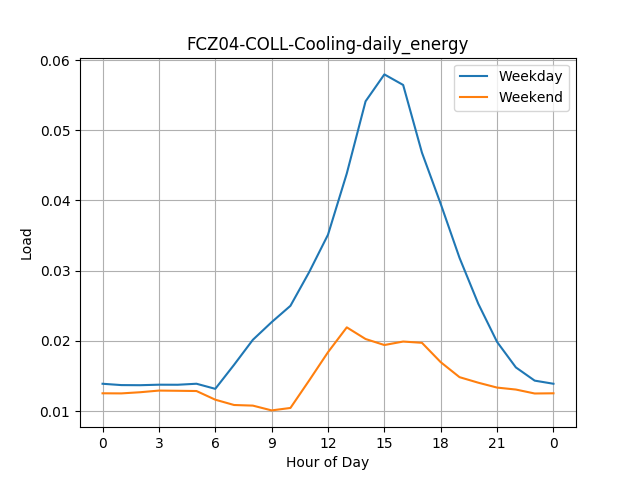 FCZ04-COLL-Cooling-daily_energy
Weekday
Weekend
0.06
0.05
0.04
0.03
0.02
0.01
Load
0 3 6 9 12 15 18 21 0
Hour of Day